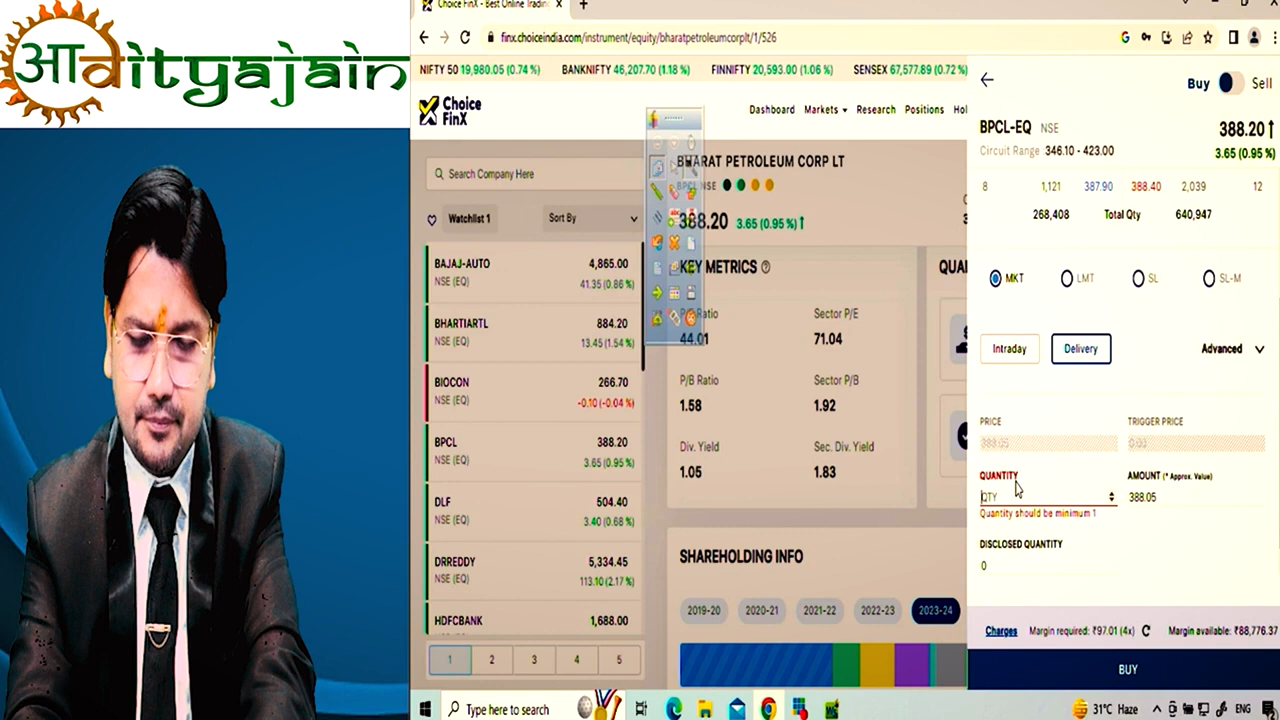 आdityajain
Choice FinX - Best Online Tradin
finx.choiceindia.com/instrument/equity/bharatpetroleumcorplt/1/526
NIFTY 50 19,980.05 (0.74 %) BANKNIFTY 46,207.70 (1.18 %) FINNIFTY 20,593.00 (1.06 %) SENSEX 67,577.89 (0.72 %)
Choice FinX
Dashboard Markets Research Positions Hol
Search Company Here
Watchlist 1 Sort By
BAJAJ-AUTO 4,865.00
NSE (EQ) 41.35 (0.86 %)
BHARTIARTL 884.20
NSE (EQ) 13.45 (1.54 %)
BIOCON 266.70
NSE (EQ) -0.10 (-0.04 %)
BPCL 388.20
NSE (EQ) 3.65 (0.95 %)
DLF 504.40
NSE (EQ) 3.40 (0.68 %)
DRREDDY 5,334.45
NSE (EQ) 113.10 (2.17 %)
HDFCBANK 1,688.00
1 2 3 4 5
BHARAT PETROLEUM CORP LT
BPCL NSE
388.20 3.65 (0.95 %)↑
KEY METRICS
QUAL
Ratio Sector P/E
44.01 71.04
P/B Ratio Sector P/B
1.58 1.92
Div. Yield Sec. Div. Yield
1.05 1.83
SHAREHOLDING INFO
2019-20 2020-21 2021-22 2022-23 2023-24
Buy Sell
BPCL-EQ NSE 388.20↑
Circuit Range 346.10 - 423.00 3.65 (0.95 %)
8 1,121 387.90 388.40 2,039 12
268,408 Total Qty 640,947
MKT LMT SL SL-M
Intraday Delivery Advanced
PRICE TRIGGER PRICE
388.05 0.00
QUANTITY AMOUNT (* Approx. Value)
QTY 388.05
Quantity should be minimum 1
DISCLOSED QUANTITY
0
Charges Margin required: ₹97.01 (4x) Margin available: ₹88,776.37
BUY
Type here to search
31°C Haze ENG